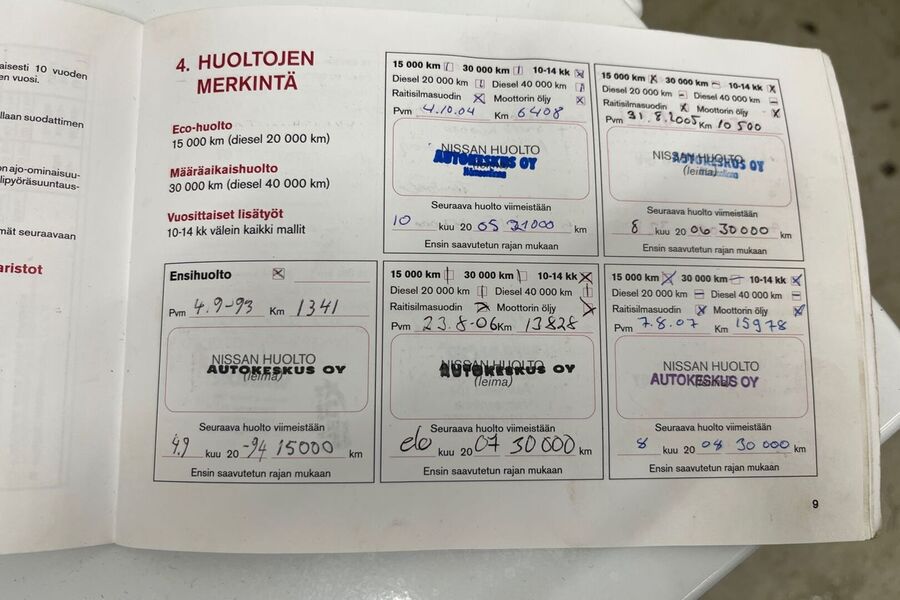 aisesti 10 vuoden
en vuosi.
llaan suodattimen
on ajo-ominaisuu-
lipyöräsuuntaus-
mät seuraavaan
aristot
4. HUOLTOJEN
MERKINTÄ
Eco-huolto
15 000 km (diesel 20 000 km)
Määräaikaishuolto
30 000 km (diesel 40 000 km)
Vuosittaiset lisätyöt
10-14 kk välein kaikki mallit
15 000 km 30 000 km 10-14 kk X
Diesel 20 000 km Diesel 40 000 km
Raitisilmasuodin X Moottorin öljy X
Pvm 4.10.04 Km 6408
NISSAN HUOLTO
AUTOKESKUS OY
Seuraava huolto viimeistään
10 kuu 20 05 21000 km
Ensin saavutetun rajan mukaan
15 000 km X 30 000 km - 10-14 kk X
Diesel 20 000 km - Diesel 40 000 km -
Raitisilmasuodin X Moottorin öljy X
Pvm 31.8.2005 Km 10 500
NISSAN HUOLTO
AUTOKESKUS OY
(leima)
Seuraava huolto viimeistään
8 kuu 20 06 30000 km
Ensin saavutetun rajan mukaan
Ensihuolto X
Pvm 4.9-93 Km 1341
NISSAN HUOLTO
AUTOKESKUS OY
(leima)
Seuraava huolto viimeistään
4.9 kuu 20 -94 15000 km
Ensin saavutetun rajan mukaan
15 000 km 30 000 km 10-14 kk X
Diesel 20 000 km Diesel 40 000 km
Raitisilmasuodin X Moottorin öljy X
Pvm 23.8-06 Km 13828
NISSAN HUOLTO
AUTOKESKUS OY
(leima)
Seuraava huolto viimeistään
elo kuu 20 07 30 000 km
Ensin saavutetun rajan mukaan
15 000 km X 30 000 km - 10-14 kk X
Diesel 20 000 km - Diesel 40 000 km -
Raitisilmasuodin X Moottorin öljy X
Pvm 7.8.07 Km 15978
NISSAN HUOLTO
AUTOKESKUS OY
Seuraava huolto viimeistään
8 kuu 20 08 30 000 km
Ensin saavutetun rajan mukaan
9